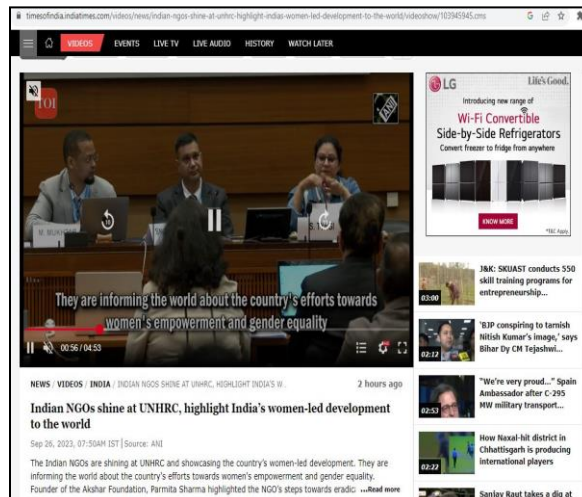 timesofindia.indiatimes.com/videos/news/indian-ngos-shine-at-unhrc-highlight-indias-women-led-development-to-the-world/videoshow/103945945.cms
VIDEOS EVENTS LIVE TV LIVE AUDIO HISTORY WATCH LATER
TOI
ANI
10
They are informing the world about the country's efforts towards
women's empowerment and gender equality
00:56 / 04:53
NEWS / VIDEOS / INDIA / INDIAN NGOS SHINE AT UNHRC, HIGHLIGHT INDIA'S W.
2 hours ago
Indian NGOs shine at UNHRC, highlight India's women-led development
to the world
Sep 26, 2023, 07:50AM IST | Source: ANI
The Indian NGOs are shining at UNHRC and showcasing the country's women-led development. They are
informing the world about the country's efforts towards women's empowerment and gender equality.
Founder of the Akshar Foundation, Parmita Sharma highlighted the NGO's steps towards eradic ...Read more
LG
Life's Good.
Introducing new range of
Wi-Fi Convertible
Side-by-Side Refrigerators
Convert freezer to fridge from anywhere
KNOW MORE
*T&C Apply.
J&K: SKUAST conducts 550
skill training programs for
entrepreneurship...
03:00
'BJP conspiring to tarnish
Nitish Kumar's image,' says
Bihar Dy CM Tejashwi...
02:12
"We're very proud..." Spain
Ambassador after C-295
MW military transport...
02:53
How Naxal-hit district in
Chhattisgarh is producing
international players
02:22
Sanjay Raut takes a dig at